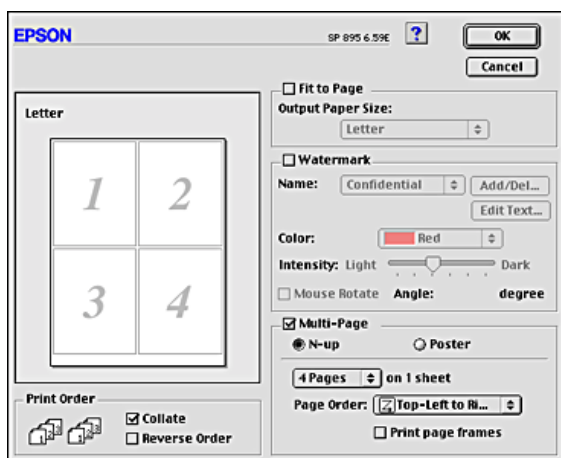 EPSON
SP 895 6.59E
?
OK
Cancel
Letter
1
2
3
4
Fit to Page
Output Paper Size:
Letter
Watermark
Name:
Confidential
Add/Del...
Edit Text...
Color:
Red
Intensity: Light
Dark
Mouse Rotate
Angle:
degree
Multi-Page
N-up
Poster
4 Pages
on 1 sheet
Page Order:
Top-Left to Ri...
Print page frames
Print Order
Collate
Reverse Order